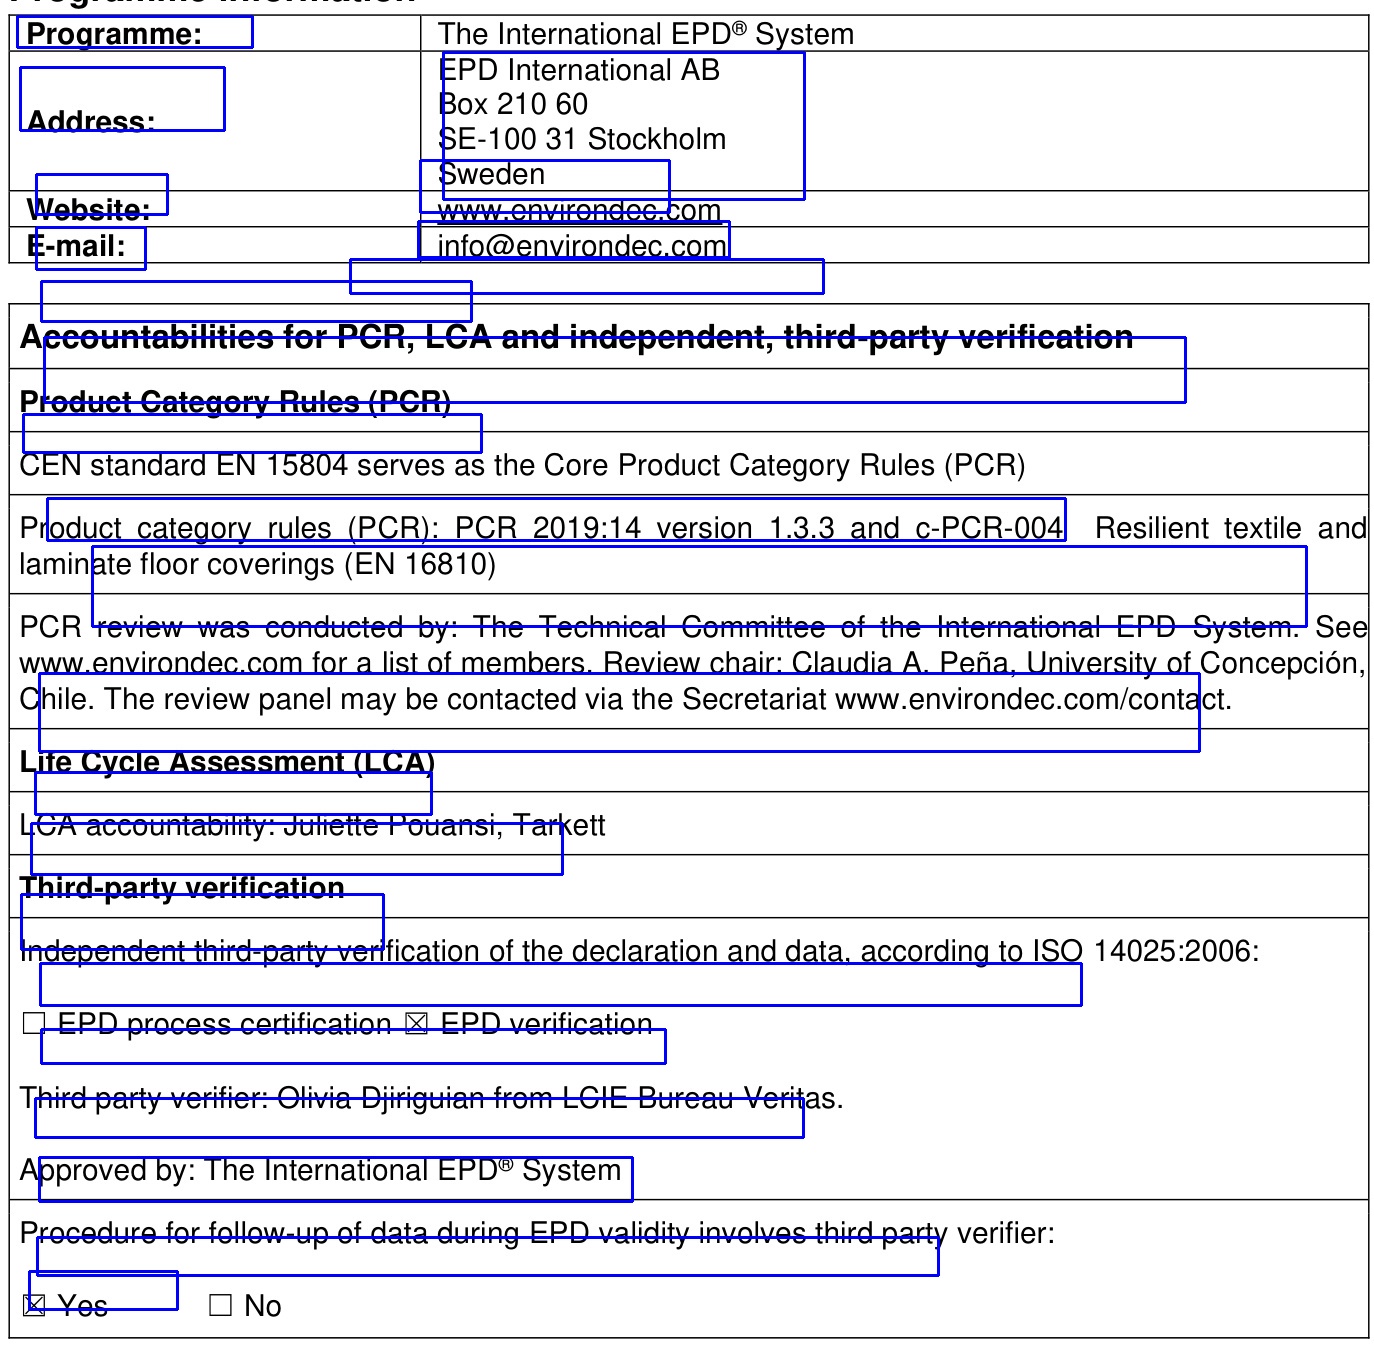 Programme Information
Programme: The International EPD® System
Address: EPD International AB
Box 210 60
SE-100 31 Stockholm
Sweden
Website: www.environdec.com
E-mail: info@environdec.com
Accountabilities for PCR, LCA and independent, third-party verification
Product Category Rules (PCR)
CEN standard EN 15804 serves as the Core Product Category Rules (PCR)
Product category rules (PCR): PCR 2019:14 version 1.3.3 and c-PCR-004 Resilient textile and
laminate floor coverings (EN 16810)
PCR review was conducted by: The Technical Committee of the International EPD System. See
www.environdec.com for a list of members. Review chair: Claudia A. Peña, University of Concepción,
Chile. The review panel may be contacted via the Secretariat www.environdec.com/contact.
Life Cycle Assessment (LCA)
LCA accountability: Juliette Pouansi, Tarkett
Third-party verification
Independent third-party verification of the declaration and data, according to ISO 14025:2006:
☐ EPD process certification ☒ EPD verification
Third party verifier: Olivia Djiriguian from LCIE Bureau Veritas.
Approved by: The International EPD® System
Procedure for follow-up of data during EPD validity involves third party verifier:
☒ Yes ☐ No